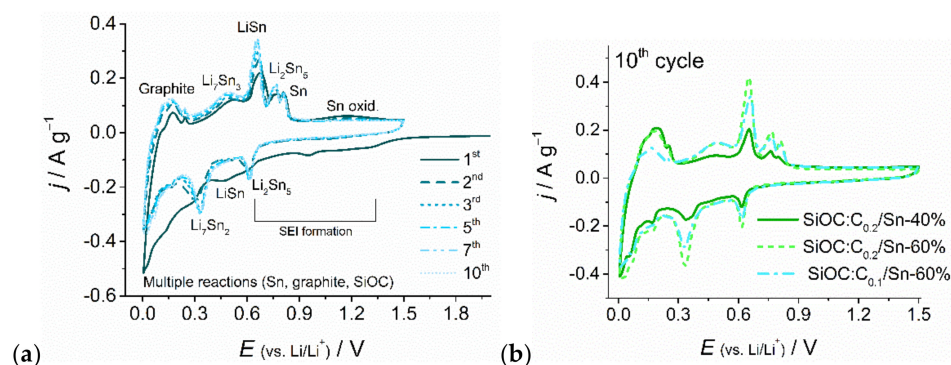 (a)
j / A g⁻¹
0.4
0.2
0.0
-0.2
-0.4
-0.6
LiSn
Li₇Sn₃
Li₂Sn₅
Sn
Graphite
Sn oxid.
Li₂Sn₅
LiSn
Li₇Sn₂
SEI formation
Multiple reactions (Sn, graphite, SiOC)
1ˢᵗ
2ⁿᵈ
3ʳᵈ
5ᵗʰ
7ᵗʰ
10ᵗʰ
0.0 0.3 0.6 0.9 1.2 1.5 1.8
E (vs. Li/Li⁺) / V
(b)
j / A g⁻¹
0.4
0.2
0.0
-0.2
-0.4
10ᵗʰ cycle
SiOC:C₀.₂/Sn-40%
SiOC:C₀.₂/Sn-60%
SiOC:C₀.₁/Sn-60%
0.0 0.3 0.6 0.9 1.2 1.5
E (vs. Li/Li⁺) / V